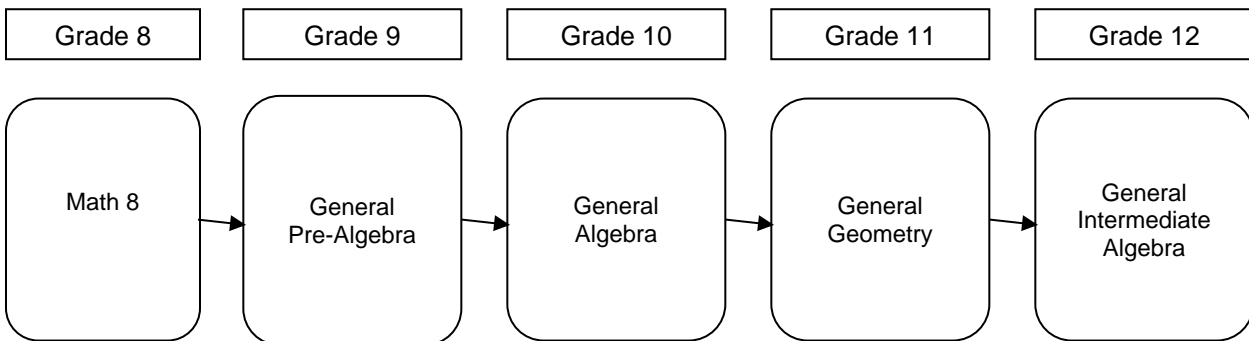 Grade 8
Grade 9
Grade 10
Grade 11
Grade 12
Math 8
General
Pre-Algebra
General
Algebra
General
Geometry
General
Intermediate
Algebra